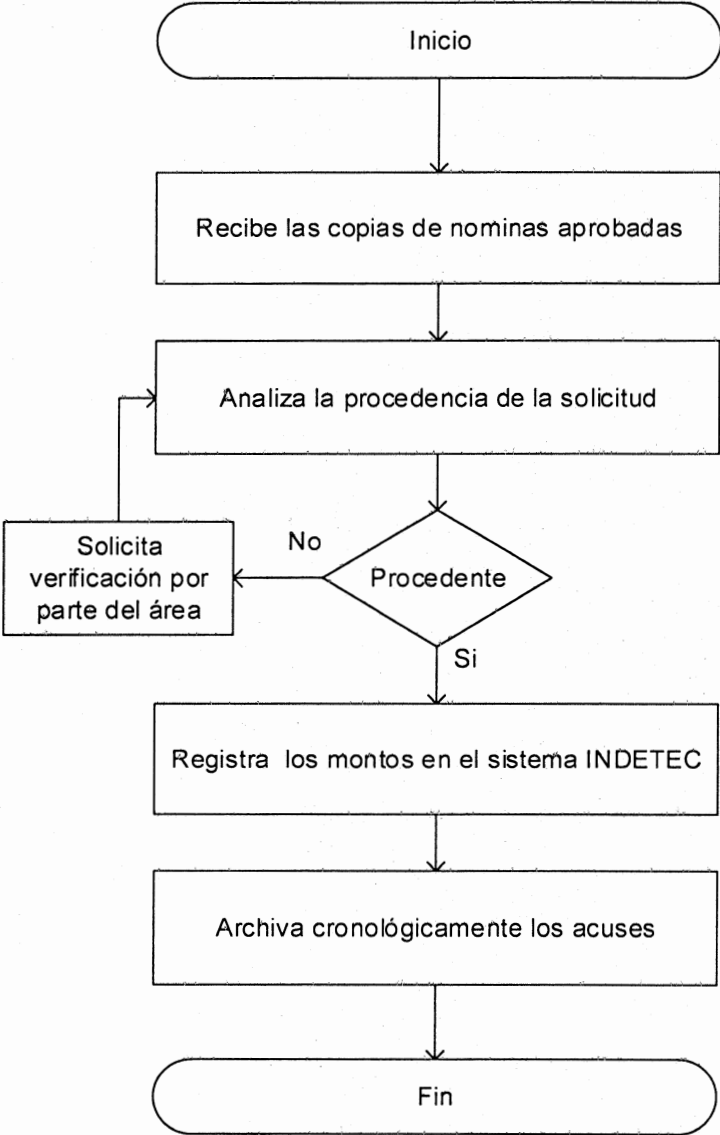 Inicio
Recibe las copias de nominas aprobadas
Analiza la procedencia de la solicitud
No
Solicita
verificación por
parte del área
Procedente
Si
Registra los montos en el sistema INDETEC
Archiva cronológicamente los acuses
Fin